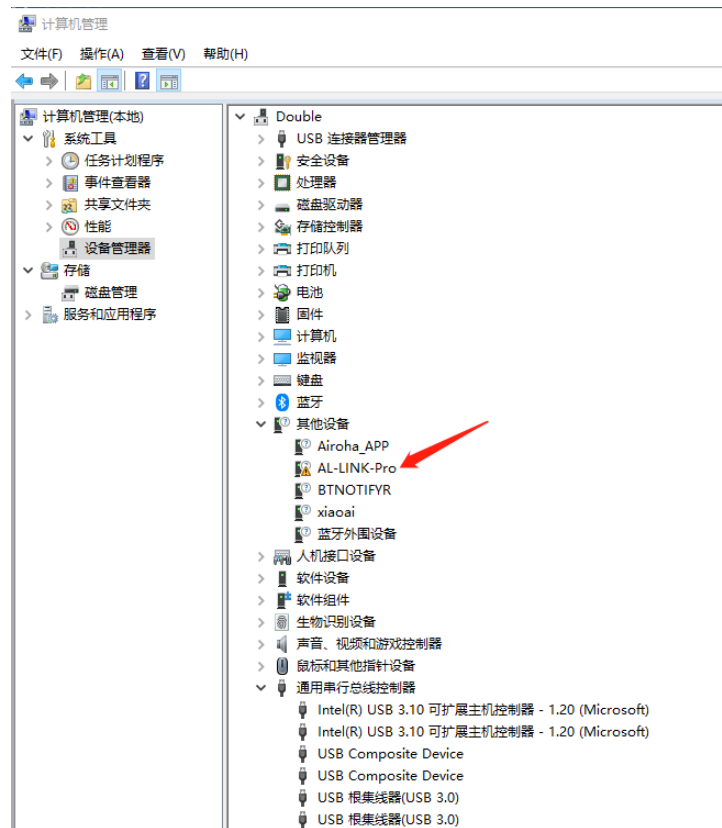 计算机管理
文件(F) 操作(A) 查看(V) 帮助(H)
计算机管理(本地)
系统工具
任务计划程序
事件查看器
共享文件夹
性能
设备管理器
存储
磁盘管理
服务和应用程序
Double
USB 连接器管理器
安全设备
处理器
磁盘驱动器
存储控制器
打印队列
打印机
电池
固件
计算机
监视器
键盘
蓝牙
其他设备
Airoha_APP
AL-LINK-Pro
BTNOTIFYR
xiaoai
蓝牙外围设备
人机接口设备
软件设备
软件组件
生物识别设备
声音、视频和游戏控制器
鼠标和其他指针设备
通用串行总线控制器
Intel(R) USB 3.10 可扩展主机控制器 - 1.20 (Microsoft)
Intel(R) USB 3.10 可扩展主机控制器 - 1.20 (Microsoft)
USB Composite Device
USB Composite Device
USB 根集线器(USB 3.0)
USB 根集线器(USB 3.0)